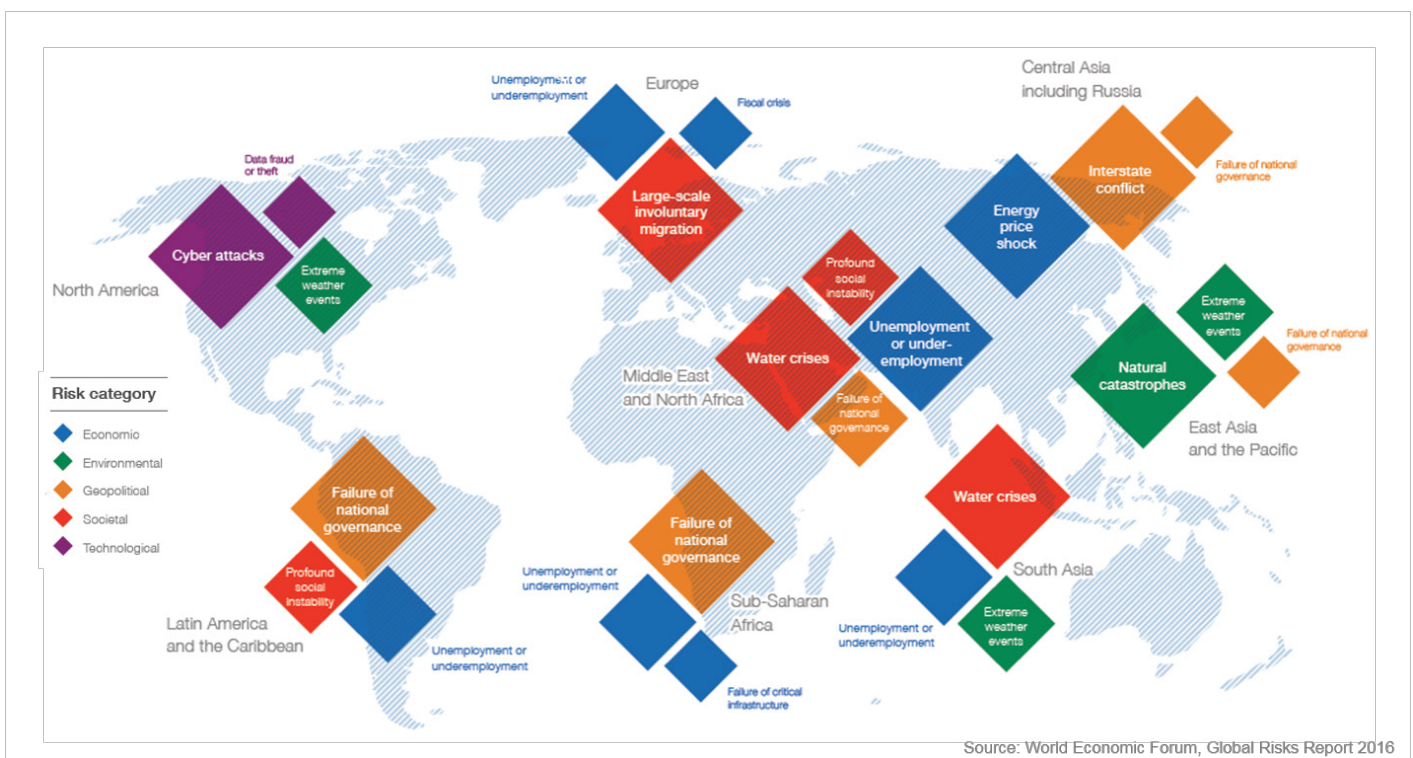 Central Asia
including Russia
Unemployment or
underemployment
Europe
Fiscal crisis
Data fraud
or theft
Interstate
conflict
Failure of national
governance
Large-scale
involuntary
migration
Energy
price
shock
Cyber attacks
Extreme
weather
events
North America
Profound
social
instability
Unemployment
or under-
employment
Water crises
Failure of
national
governance
Middle East
and North Africa
Extreme
weather
events
Failure of national
governance
Natural
catastrophes
East Asia
and the Pacific
Risk category
Economic
Environmental
Geopolitical
Societal
Technological
Failure of
national
governance
Profound
social
instability
Latin America
and the Caribbean
Unemployment or
underemployment
Failure of
national
governance
Unemployment or
underemployment
Sub-Saharan
Africa
Failure of critical
infrastructure
Water crises
South Asia
Unemployment or
underemployment
Extreme
weather
events
Source: World Economic Forum, Global Risks Report 2016